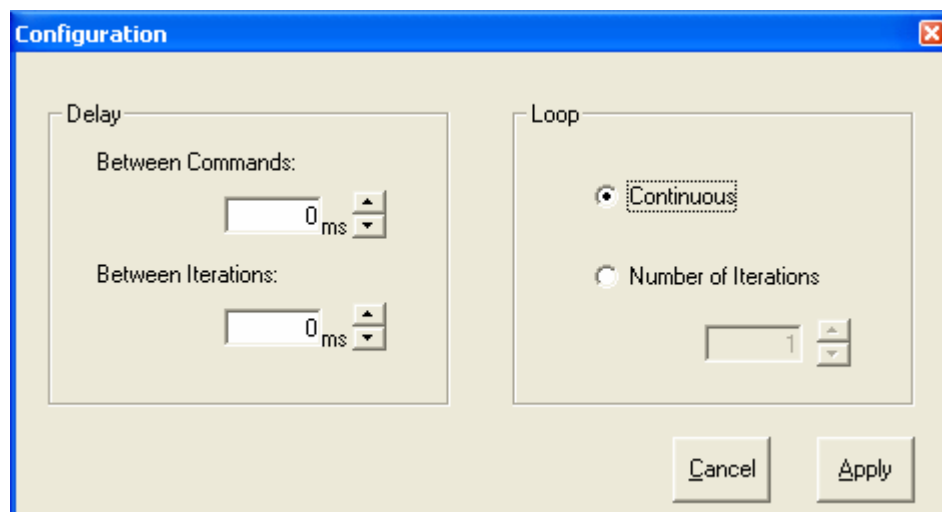 Configuration
Delay
Between Commands:
0 ms
Between Iterations:
0 ms
Loop
Continuous
Number of Iterations
1
Cancel
Apply